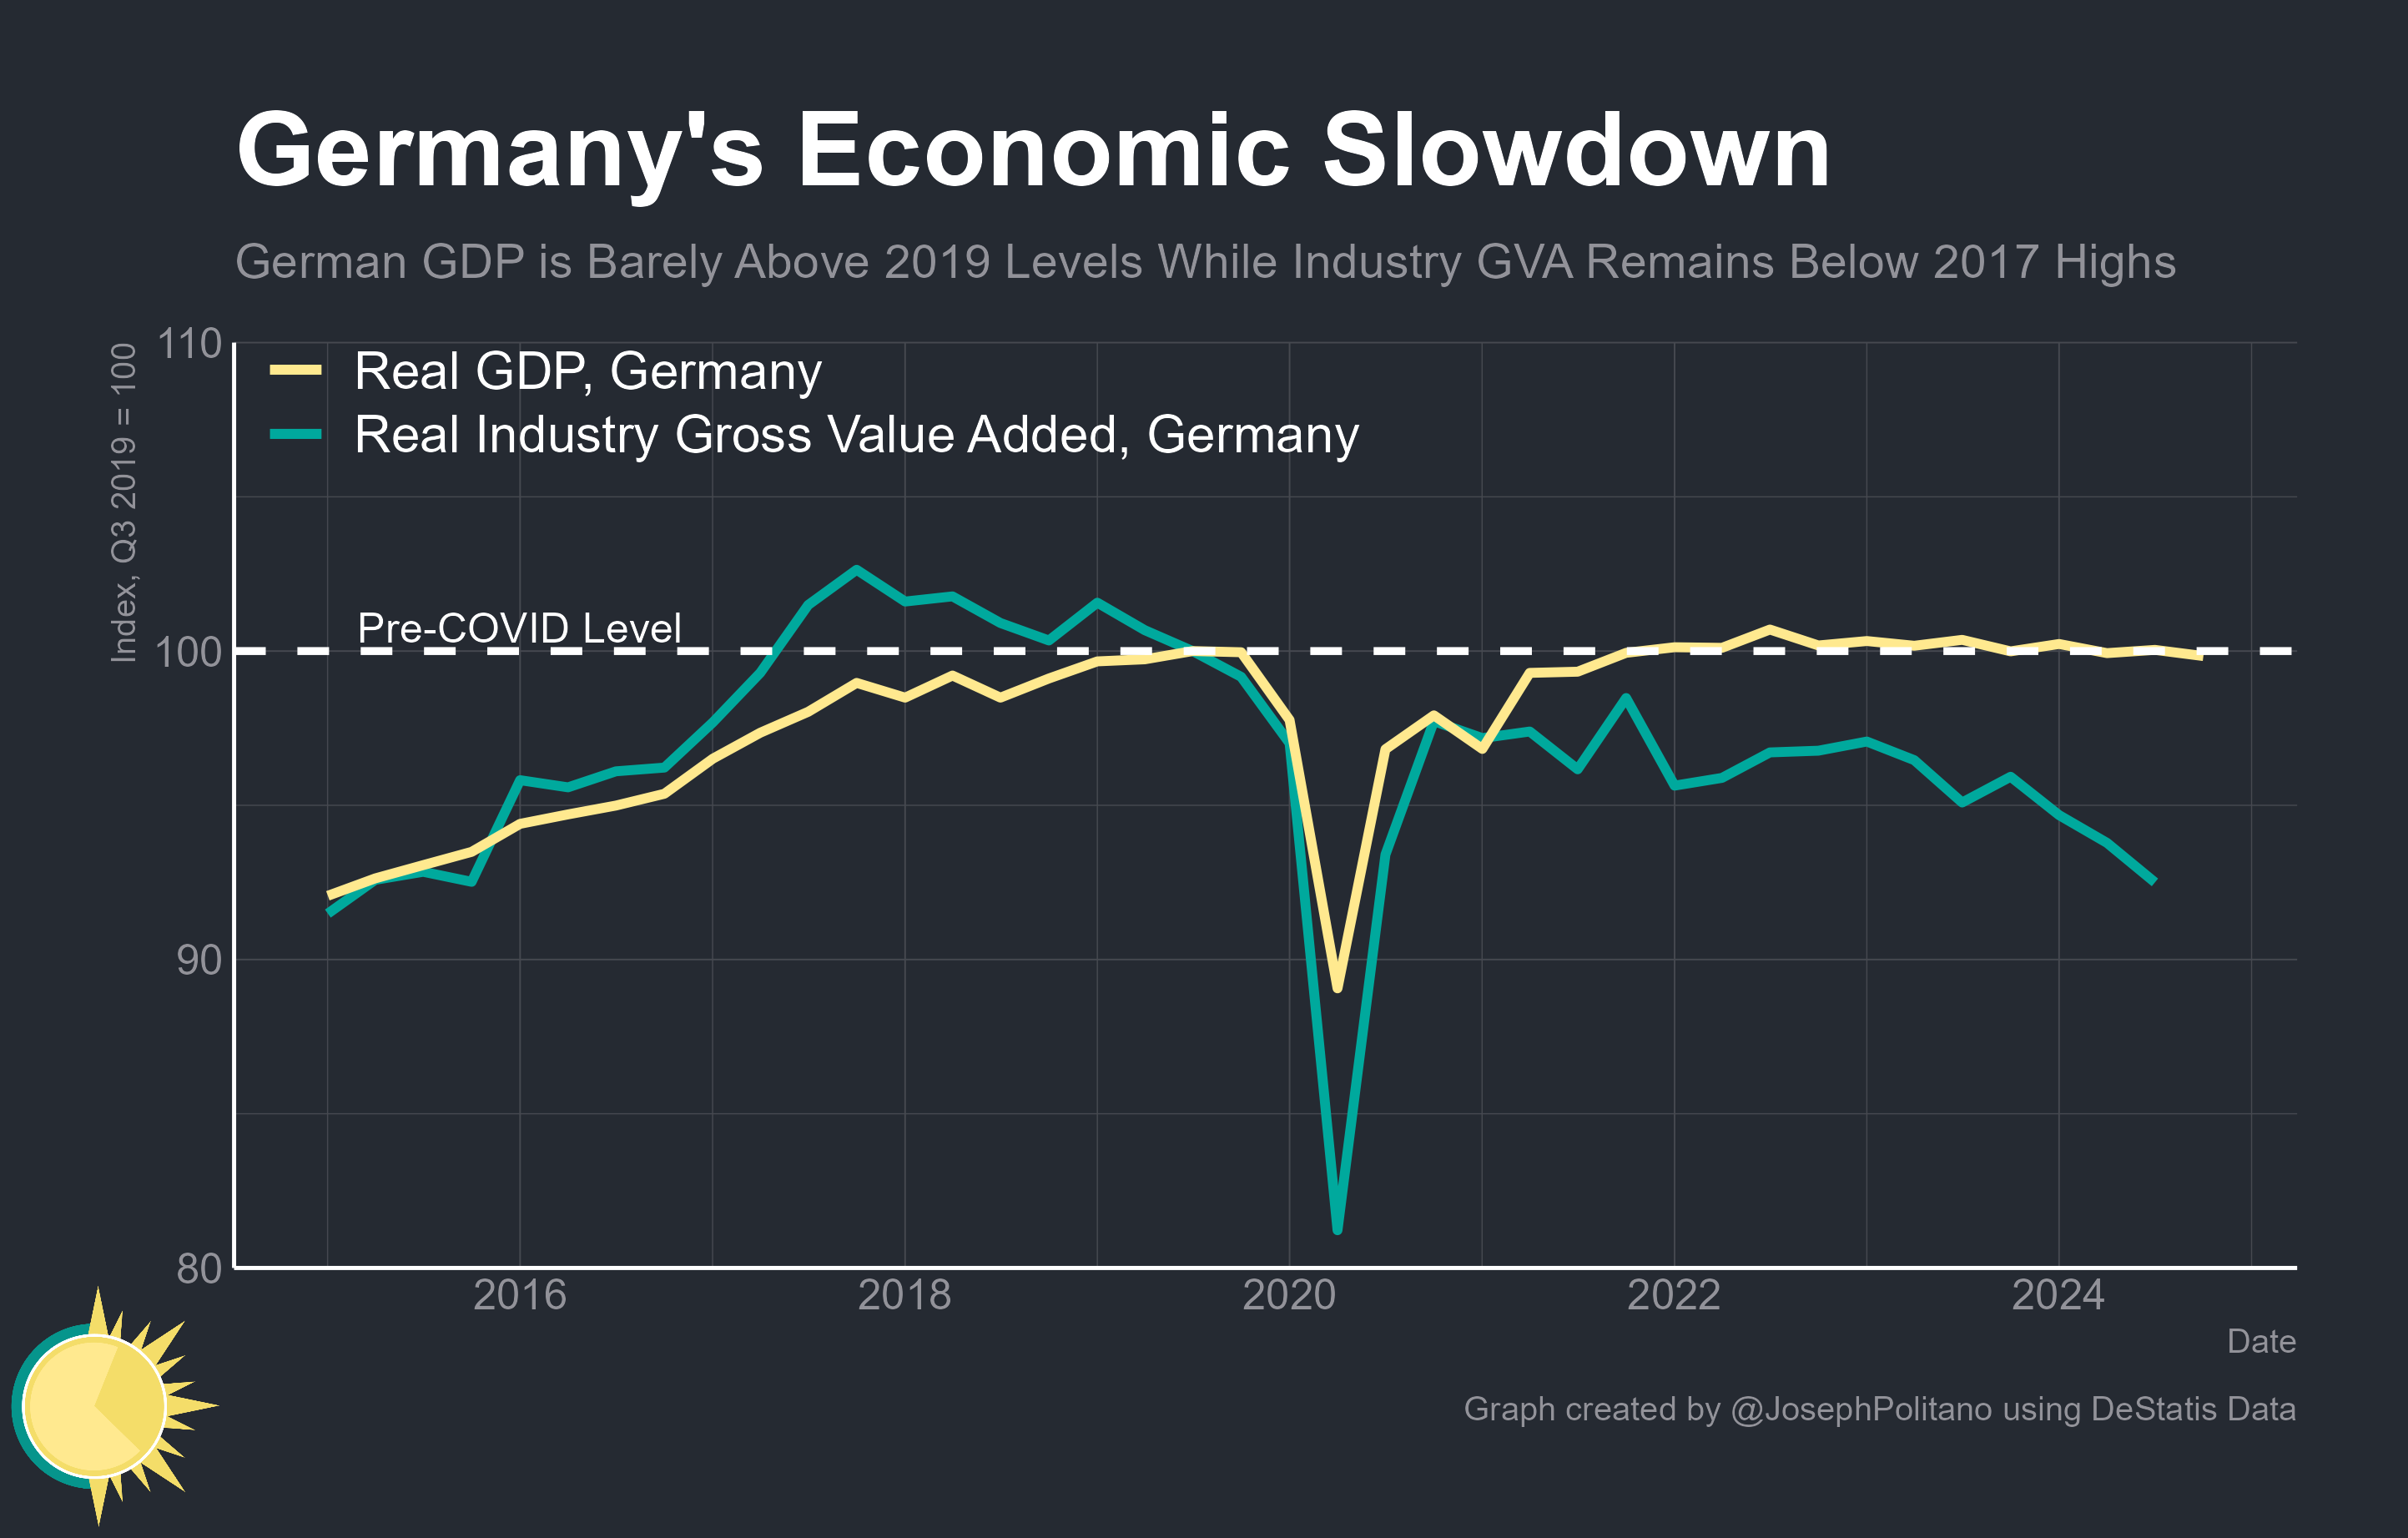 Germany's Economic Slowdown
German GDP is Barely Above 2019 Levels While Industry GVA Remains Below 2017 Highs
Index, Q3 2019 = 100
110
100
90
80
Real GDP, Germany
Real Industry Gross Value Added, Germany
Pre-COVID Level
2016 2018 2020 2022 2024
Date
Graph created by @JosephPolitano using DeStatis Data